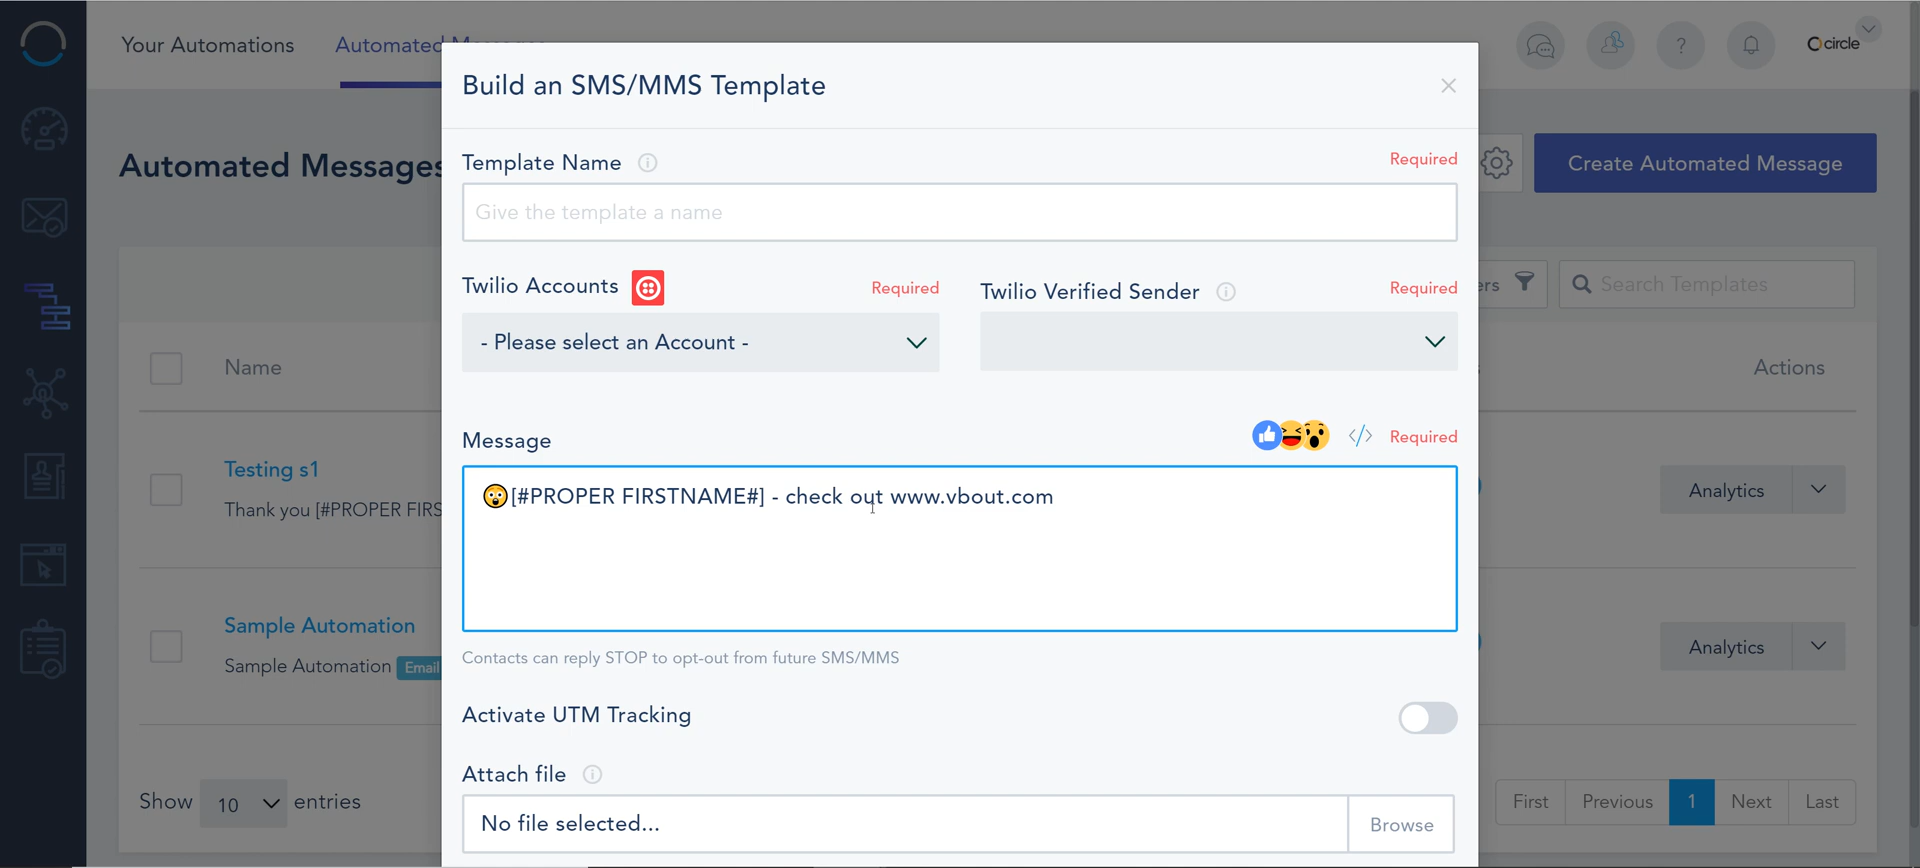 Your Automations
Automated
circle
Build an SMS/MMS Template
Automated Messages
Create Automated Message
Template Name
Required
Give the template a name
Twilio Accounts
Required
Twilio Verified Sender
Required
- Please select an Account -
ers
Search Templates
Name
Actions
Message
</>
Required
😲[#PROPER FIRSTNAME#] - check out www.vbout.com
Testing s1
Thank you [#PROPER FIRS
Analytics
Contacts can reply STOP to opt-out from future SMS/MMS
Sample Automation
Sample Automation
Email
Analytics
Activate UTM Tracking
Attach file
No file selected...
Browse
Show
10
entries
First
Previous
1
Next
Last